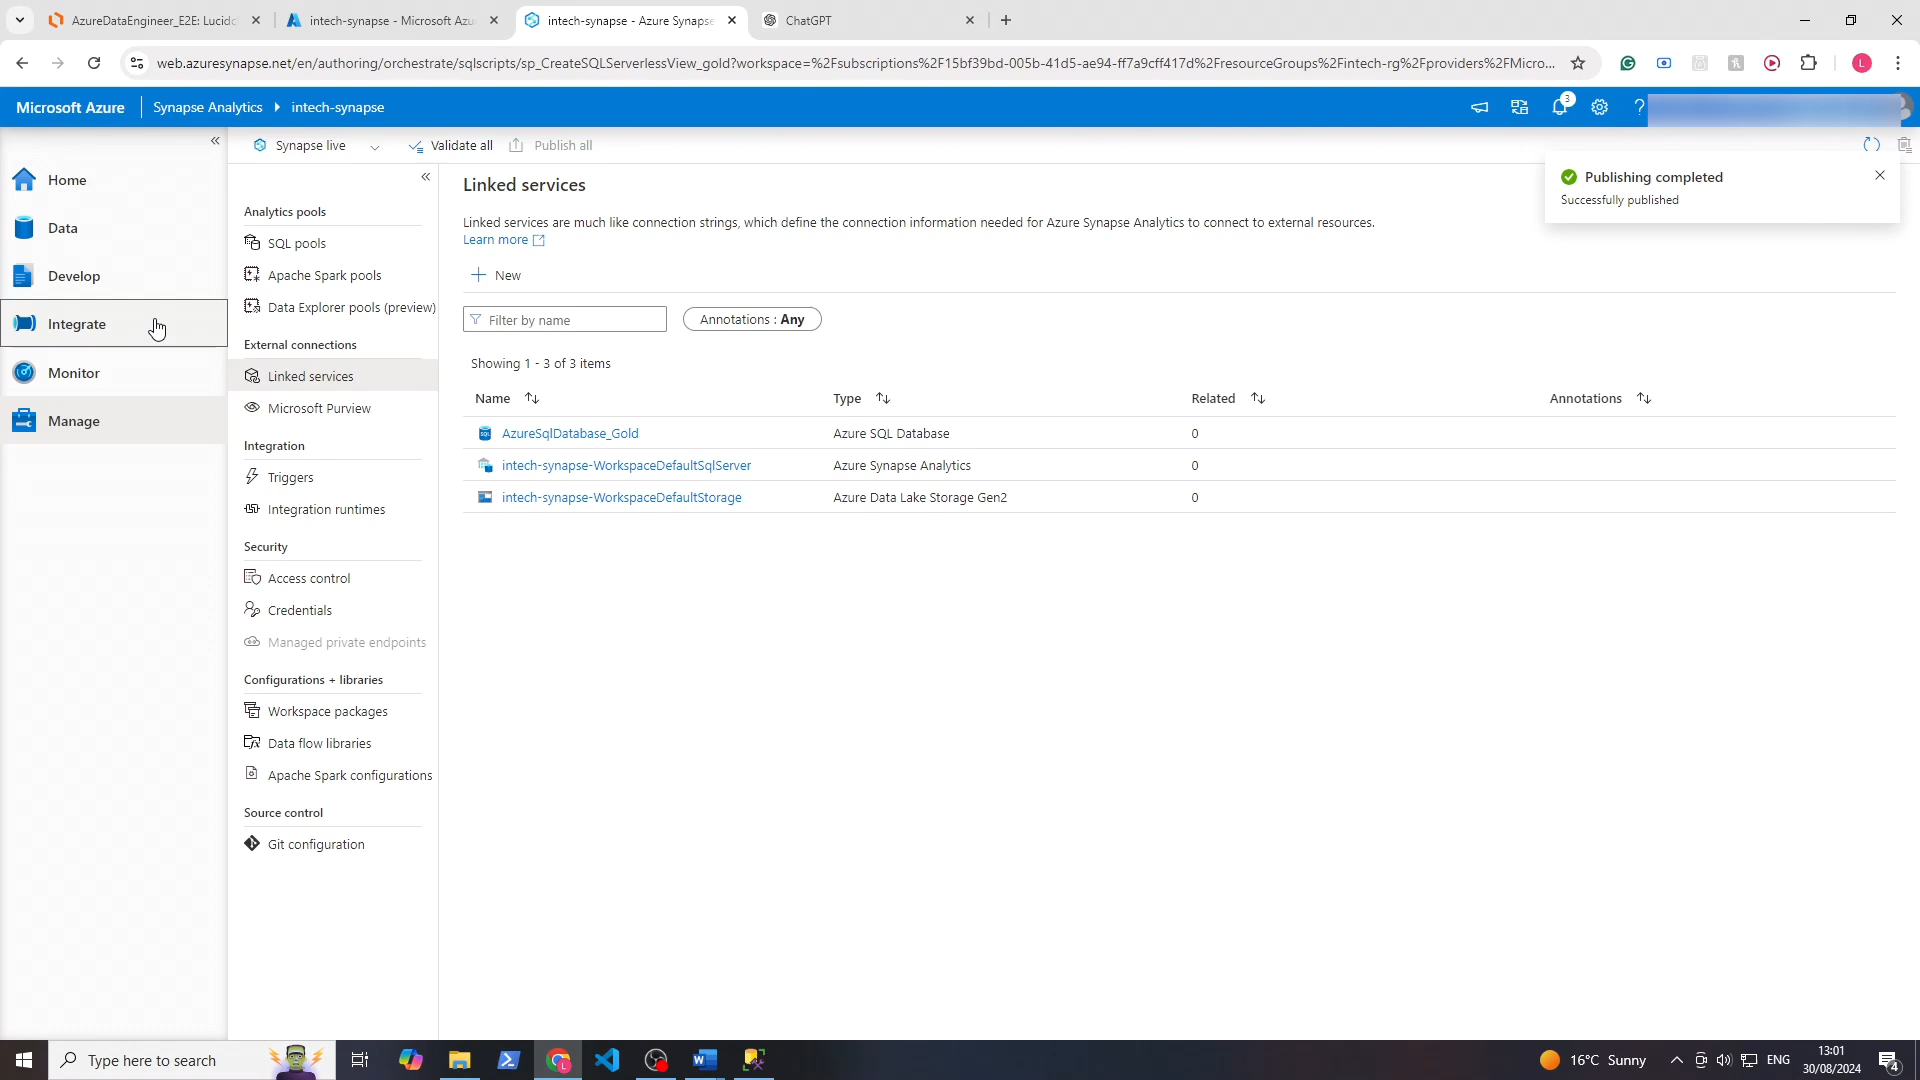 AzureDataEngineer_E2E: Lucidc
intech-synapse - Microsoft Azu
intech-synapse - Azure Synapse
ChatGPT
web.azuresynapse.net/en/authoring/orchestrate/sqlscripts/sp_CreateSQLServerlessView_gold?workspace=%2Fsubscriptions%2F15bf39bd-005b-41d5-ae94-ff7a9cff417d%2FresourceGroups%2Fintech-rg%2Fproviders%2FMicro...
L
Microsoft Azure
Synapse Analytics
intech-synapse
3
?
Synapse live
Validate all
Publish all
Publishing completed
Successfully published
Home
Data
Develop
Integrate
Monitor
Manage
Analytics pools
SQL pools
Apache Spark pools
Data Explorer pools (preview)
External connections
Linked services
Microsoft Purview
Integration
Triggers
Integration runtimes
Security
Access control
Credentials
Managed private endpoints
Configurations + libraries
Workspace packages
Data flow libraries
Apache Spark configurations
Source control
Git configuration
Linked services
Linked services are much like connection strings, which define the connection information needed for Azure Synapse Analytics to connect to external resources.
Learn more
New
Filter by name
Annotations : Any
Showing 1 - 3 of 3 items
Name Type Related Annotations
AzureSqlDatabase_Gold Azure SQL Database 0
intech-synapse-WorkspaceDefaultSqlServer Azure Synapse Analytics 0
intech-synapse-WorkspaceDefaultStorage Azure Data Lake Storage Gen2 0
Type here to search
16°C Sunny
ENG
13:01
30/08/2024
4